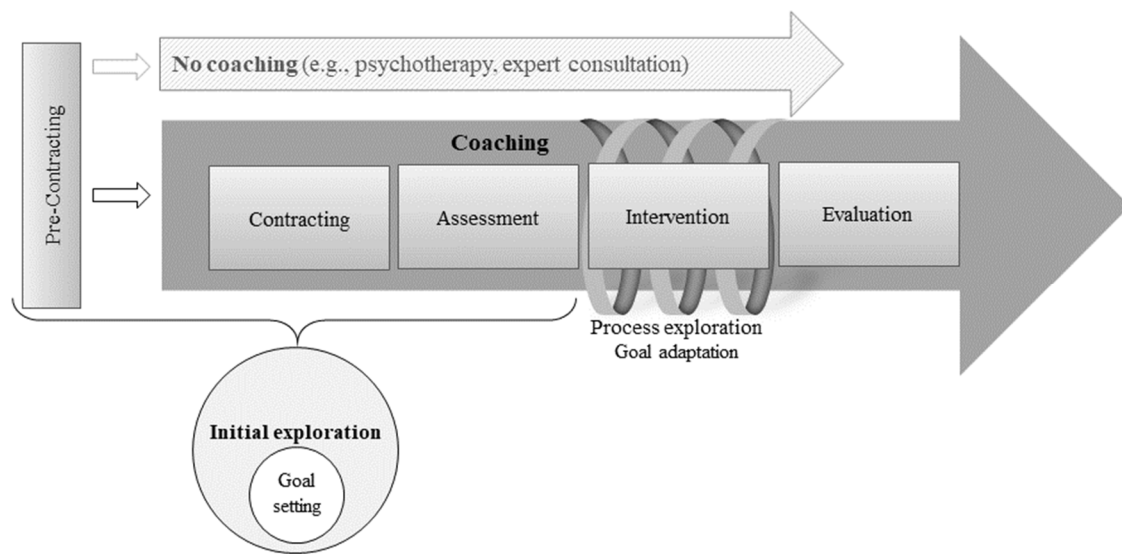 Pre-Contracting
No coaching (e.g., psychotherapy, expert consultation)
Coaching
Contracting
Assessment
Intervention
Evaluation
Process exploration
Goal adaptation
Initial exploration
Goal
setting